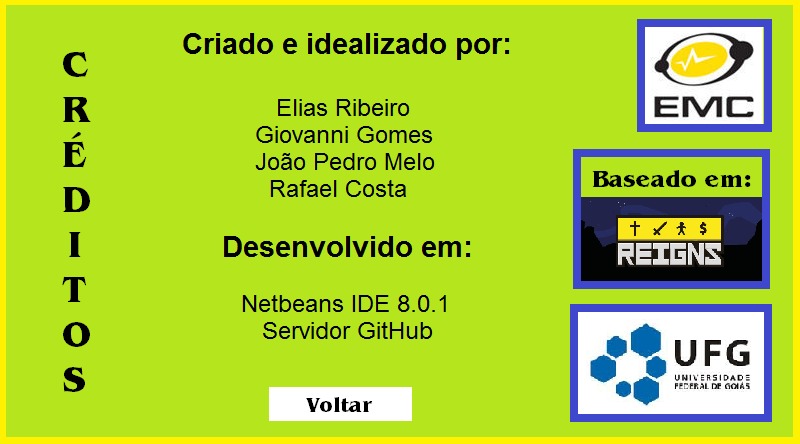 CRÉDITOS
Criado e idealizado por:
Elias Ribeiro
Giovanni Gomes
João Pedro Melo
Rafael Costa
Desenvolvido em:
Netbeans IDE 8.0.1
Servidor GitHub
Voltar
EMC
Baseado em:
$
REIGNS
UFG
UNIVERSIDADE
FEDERAL DE GOIÁS